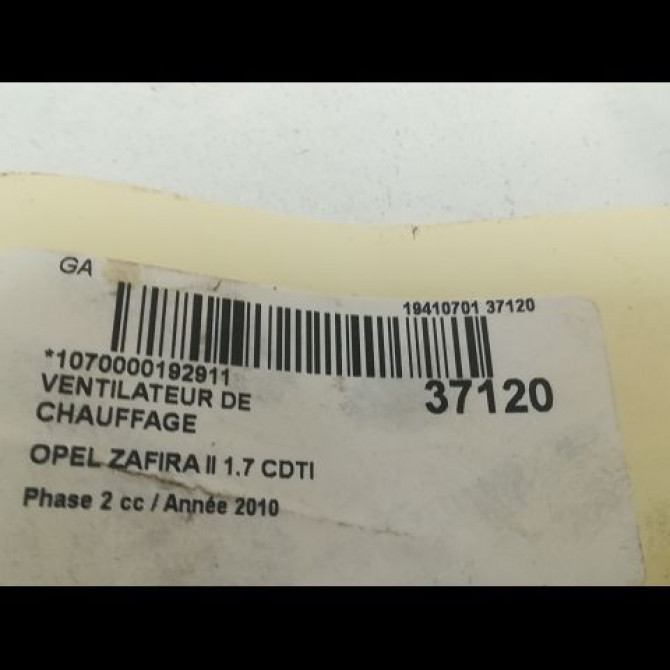 GA
19410701 37120
*1070000192911
37120
VENTILATEUR DE
CHAUFFAGE
OPEL ZAFIRA II 1.7 CDTI
Phase 2 cc / Année 2010